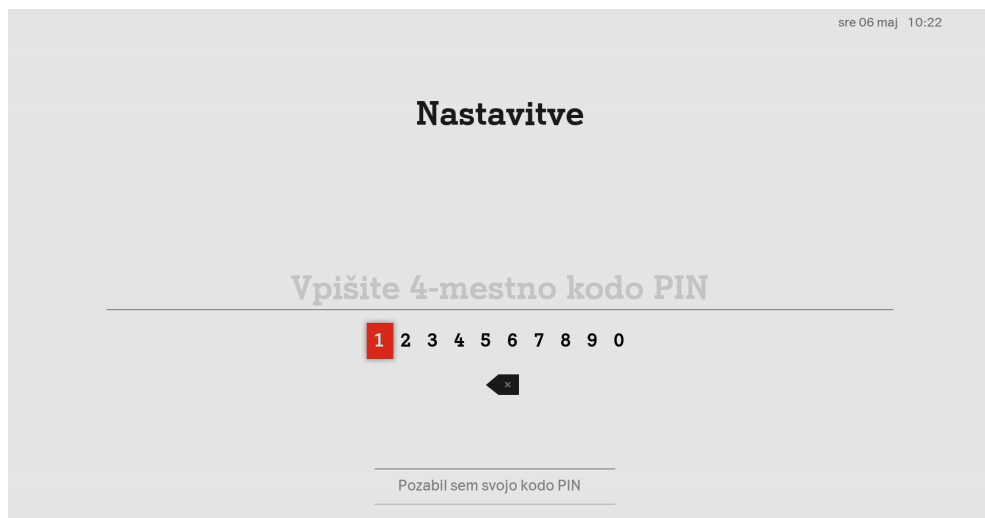 sre 06 maj 10:22
Nastavitve
Vpišite 4-mestno kodo PIN
1 2 3 4 5 6 7 8 9 0
×
Pozabil sem svojo kodo PIN